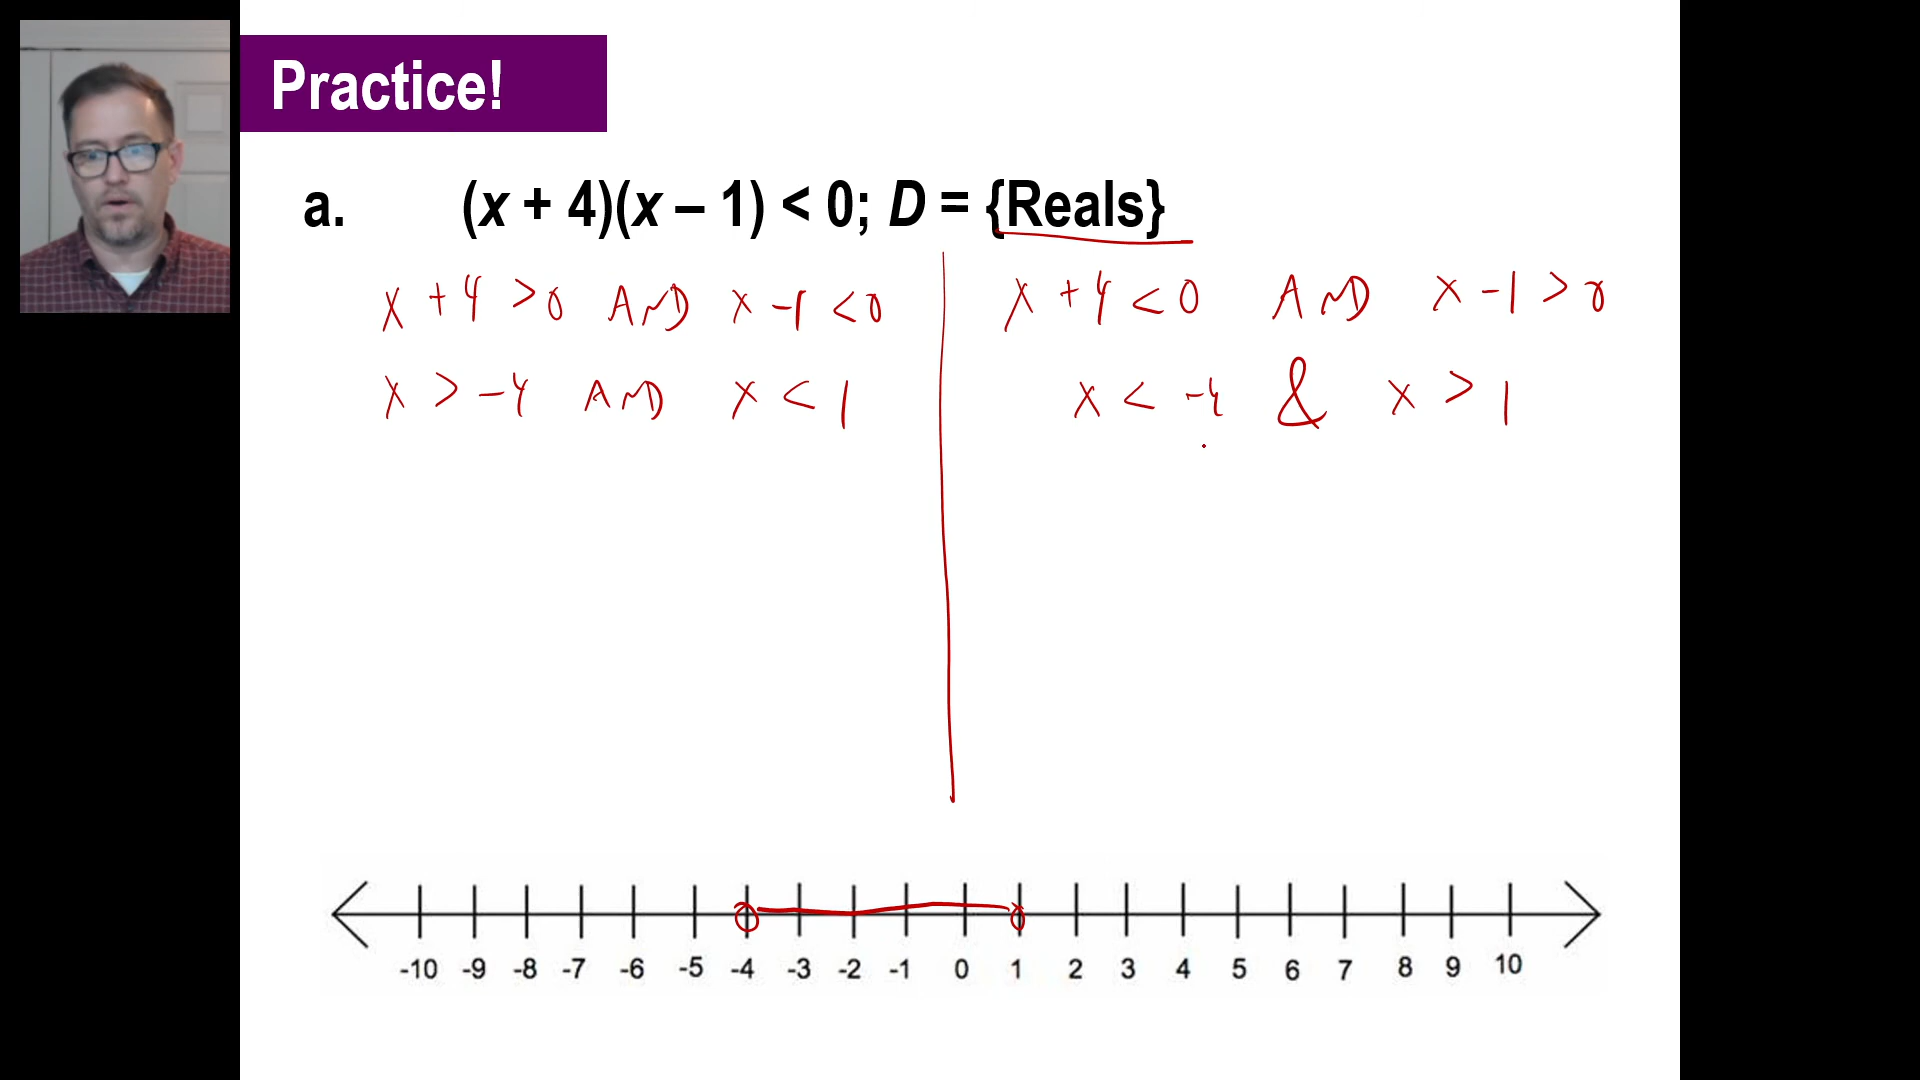 Practice!
a. (x + 4)(x – 1) < 0; D = {Reals}
x + 4 > 0 AND x - 1 < 0 x + 4 < 0 AND x - 1 > 0
x > -4 AND x < 1 x < -4 & x > 1
-10 -9 -8 -7 -6 -5 -4 -3 -2 -1 0 1 2 3 4 5 6 7 8 9 10